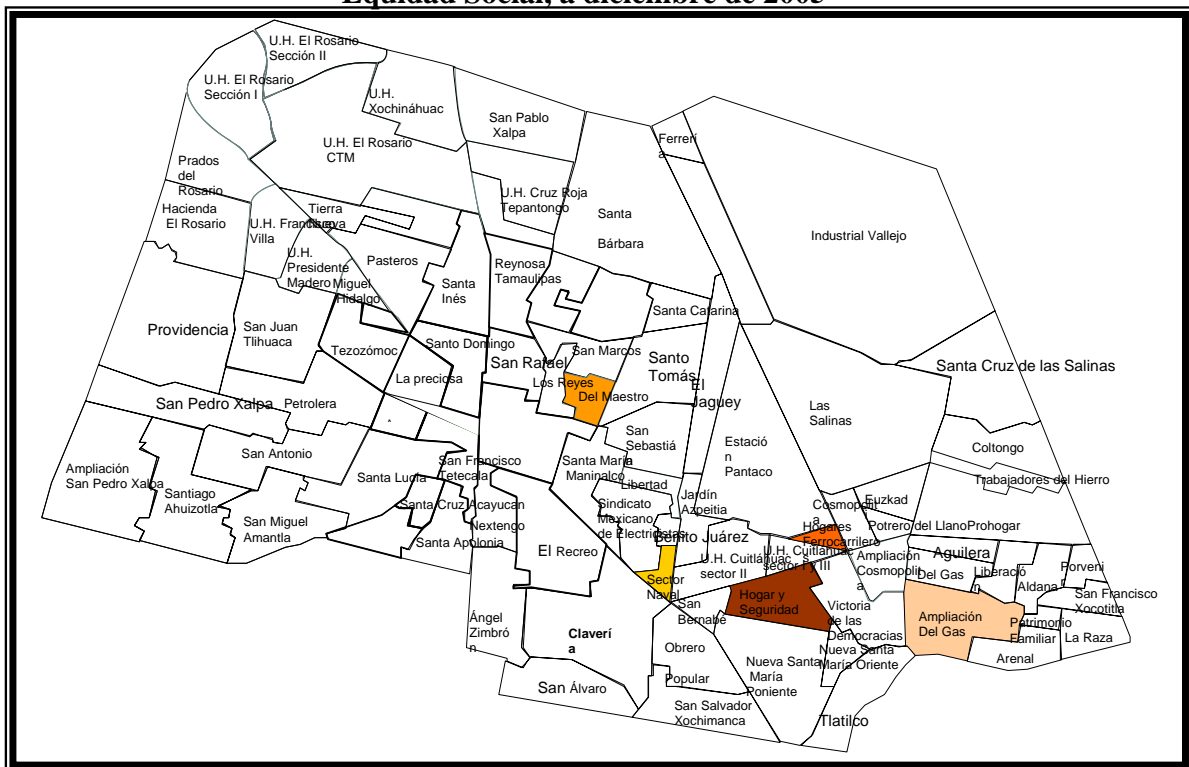 Equidad Social, a diciembre de 2005
U.H. El Rosario
Sección II
U.H. El Rosario
Sección I
U.H.
Xochináhuac
San Pablo
Xalpa
Ferrerí
a
U.H. El Rosario
CTM
Prados
del
Rosario
U.H. Cruz Roja
Tepantongo
Hacienda
El Rosario
Tierra
Nueva
U.H. Francisco
Villa
Santa
Bárbara
Industrial Vallejo
U.H.
Presidente
Madero
Pasteros
Reynosa
Tamaulipas
Miguel
Hidalgo
Santa
Inés
Santa Catarina
Providencia
San Juan
Tlihuaca
Tezozómoc
Santo Domingo
San Rafael
San Marcos
Santo
Tomás
Santa Cruz de las Salinas
La preciosa
Los Reyes
Del Maestro
El
Jaguey
San Pedro Xalpa
Petrolera
Las
Salinas
San
Sebastiá
n
Estació
n
Pantaco
Coltongo
San Antonio
Ampliación
San Pedro Xalpa
San Francisco
Tetecala
Santa María
Maninalco
Santa Lucía
Libertad
Trabajadores del Hierro
Santiago
Ahuizotla
Santa Cruz Acayucan
Sindicato
Mexicano
de Electricistas
Jardín
Azpeitia
Cosmopolit
a
Euzkad
i
San Miguel
Amantla
Nextengo
Hogares
Ferrocarrilero
s
Potrero del Llano
Prohogar
Santa Apolonia
El Recreo
Benito Juárez
U.H. Cuitláhuac
sector II
U.H. Cuitláhuac
sector I y III
Ampliación
Cosmopolit
a
Aguilera
Del Gas
Liberació
n
Aldana
Porveni
r
Sector
Naval
Hogar y
Seguridad
San Francisco
Xocotitla
San
Bernabé
Victoria
de las
Democracias
Ampliación
Del Gas
Patrimonio
Familiar
La Raza
Ángel
Zimbró
n
Claverí
a
Obrero
Popular
Nueva Santa
María
Poniente
Nueva Santa
María Oriente
Arenal
San Álvaro
San Salvador
Xochimanca
Tlatilco